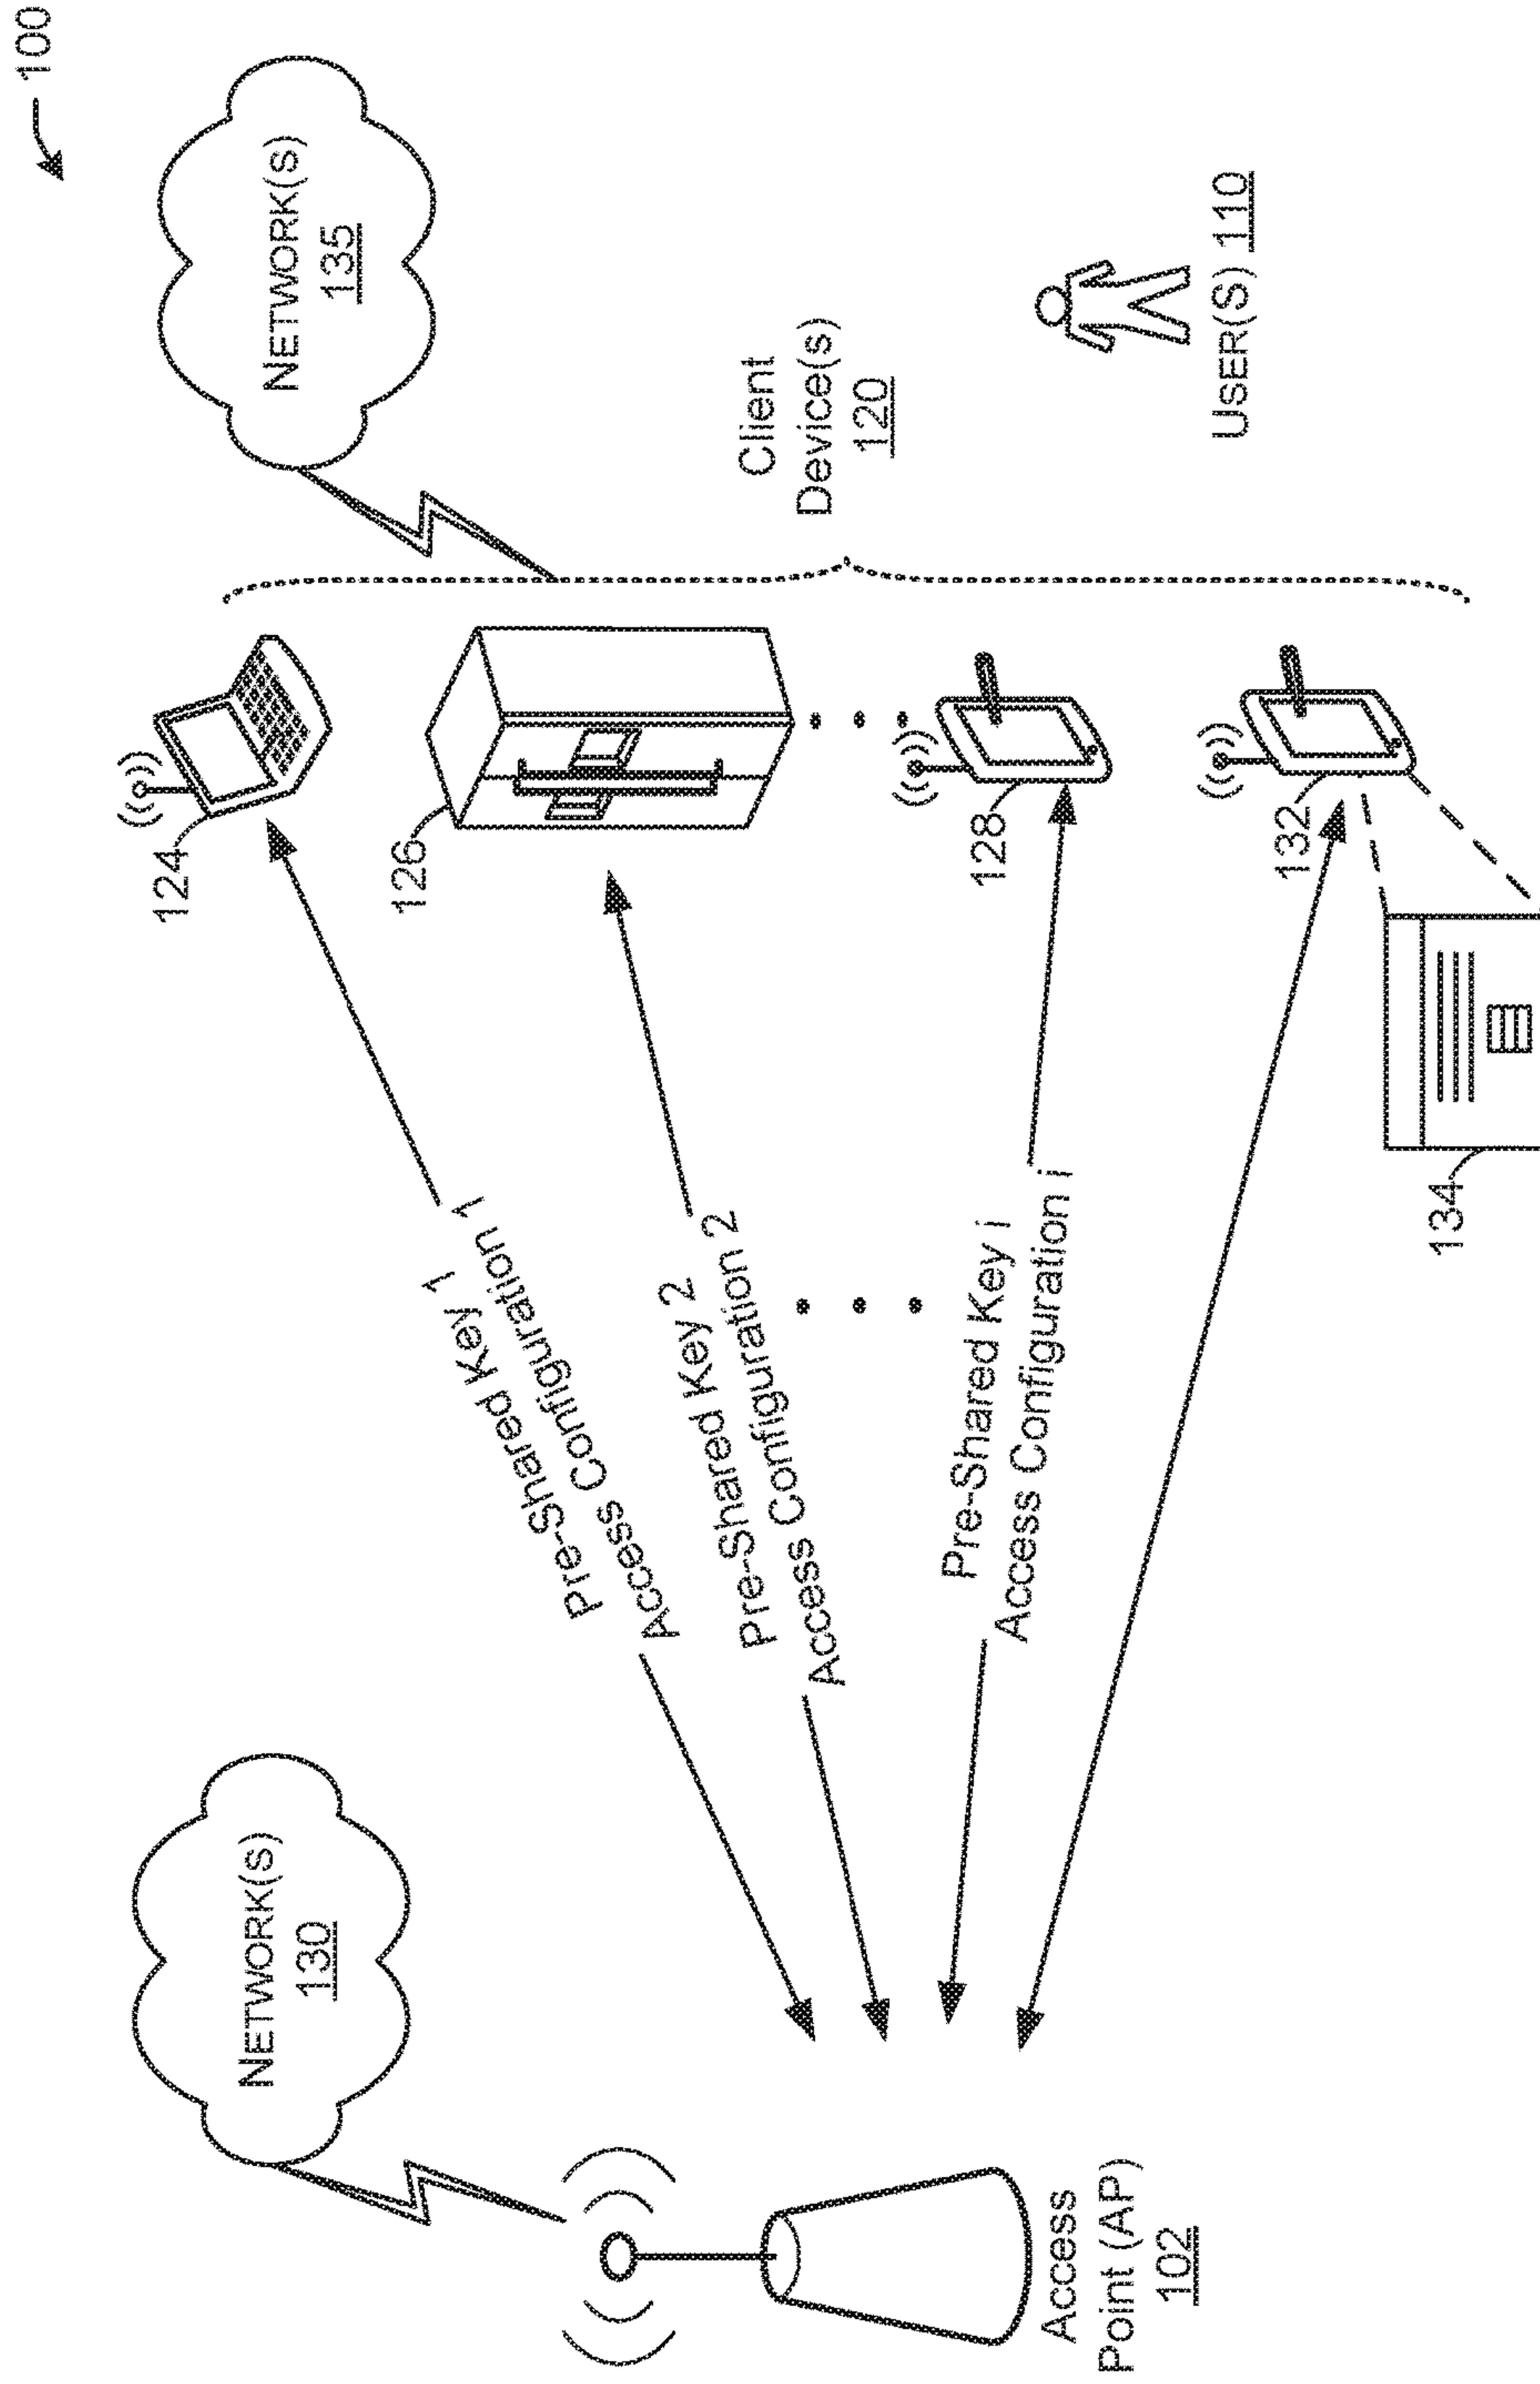 100
NETWORK(S)
130
NETWORK(S)
135
124
126
Pre-Shared Key 1
Access Configuration 1
Pre-Shared Key 2
Access Configuration 2
Client
Device(s)
120
Pre-Shared Key i
Access Configuration i
128
Access
Point (AP)
102
132
USER(S) 110
134